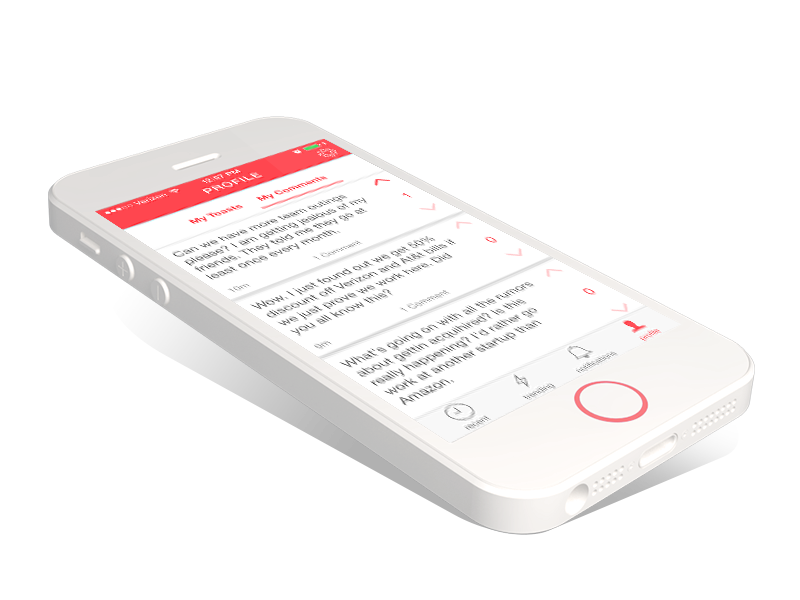 Verizon
12:57 PM
PROFILE
My Toasts
My Comments
Can we have more team outings
please? I am getting jealous of my
friends. They told me they go at
least once every month.
10m
1 Comment
1
Wow. I just found out we get 50%
discount off Verizon and At&t bills if
we just prove we work here. Did
you all know this?
9m
1 Comment
0
What's going on with all the rumors
about gettin acquihired? Is this
really happening? I'd rather go
work at another startup than
Amazon.
0
recent
trending
notifications
profile